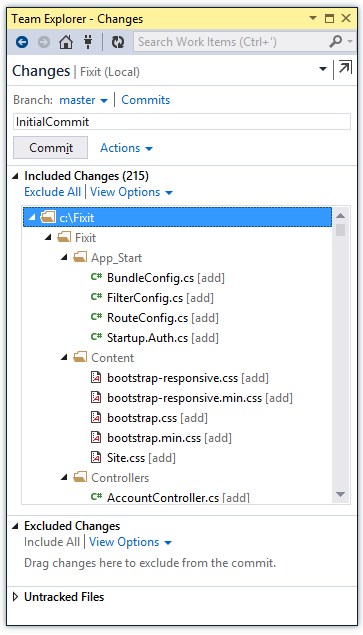 Team Explorer - Changes
Search Work Items (Ctrl+')
Changes | Fixit (Local)
Branch: master | Commits
InitialCommit
Commit Actions
Included Changes (215)
Exclude All | View Options
c:\Fixit
Fixit
App_Start
C# BundleConfig.cs [add]
C# FilterConfig.cs [add]
C# RouteConfig.cs [add]
C# Startup.Auth.cs [add]
Content
bootstrap-responsive.css [add]
bootstrap-responsive.min.css [add]
bootstrap.css [add]
bootstrap.min.css [add]
Site.css [add]
Controllers
C# AccountController.cs [add]
Excluded Changes
Include All | View Options
Drag changes here to exclude from the commit.
Untracked Files